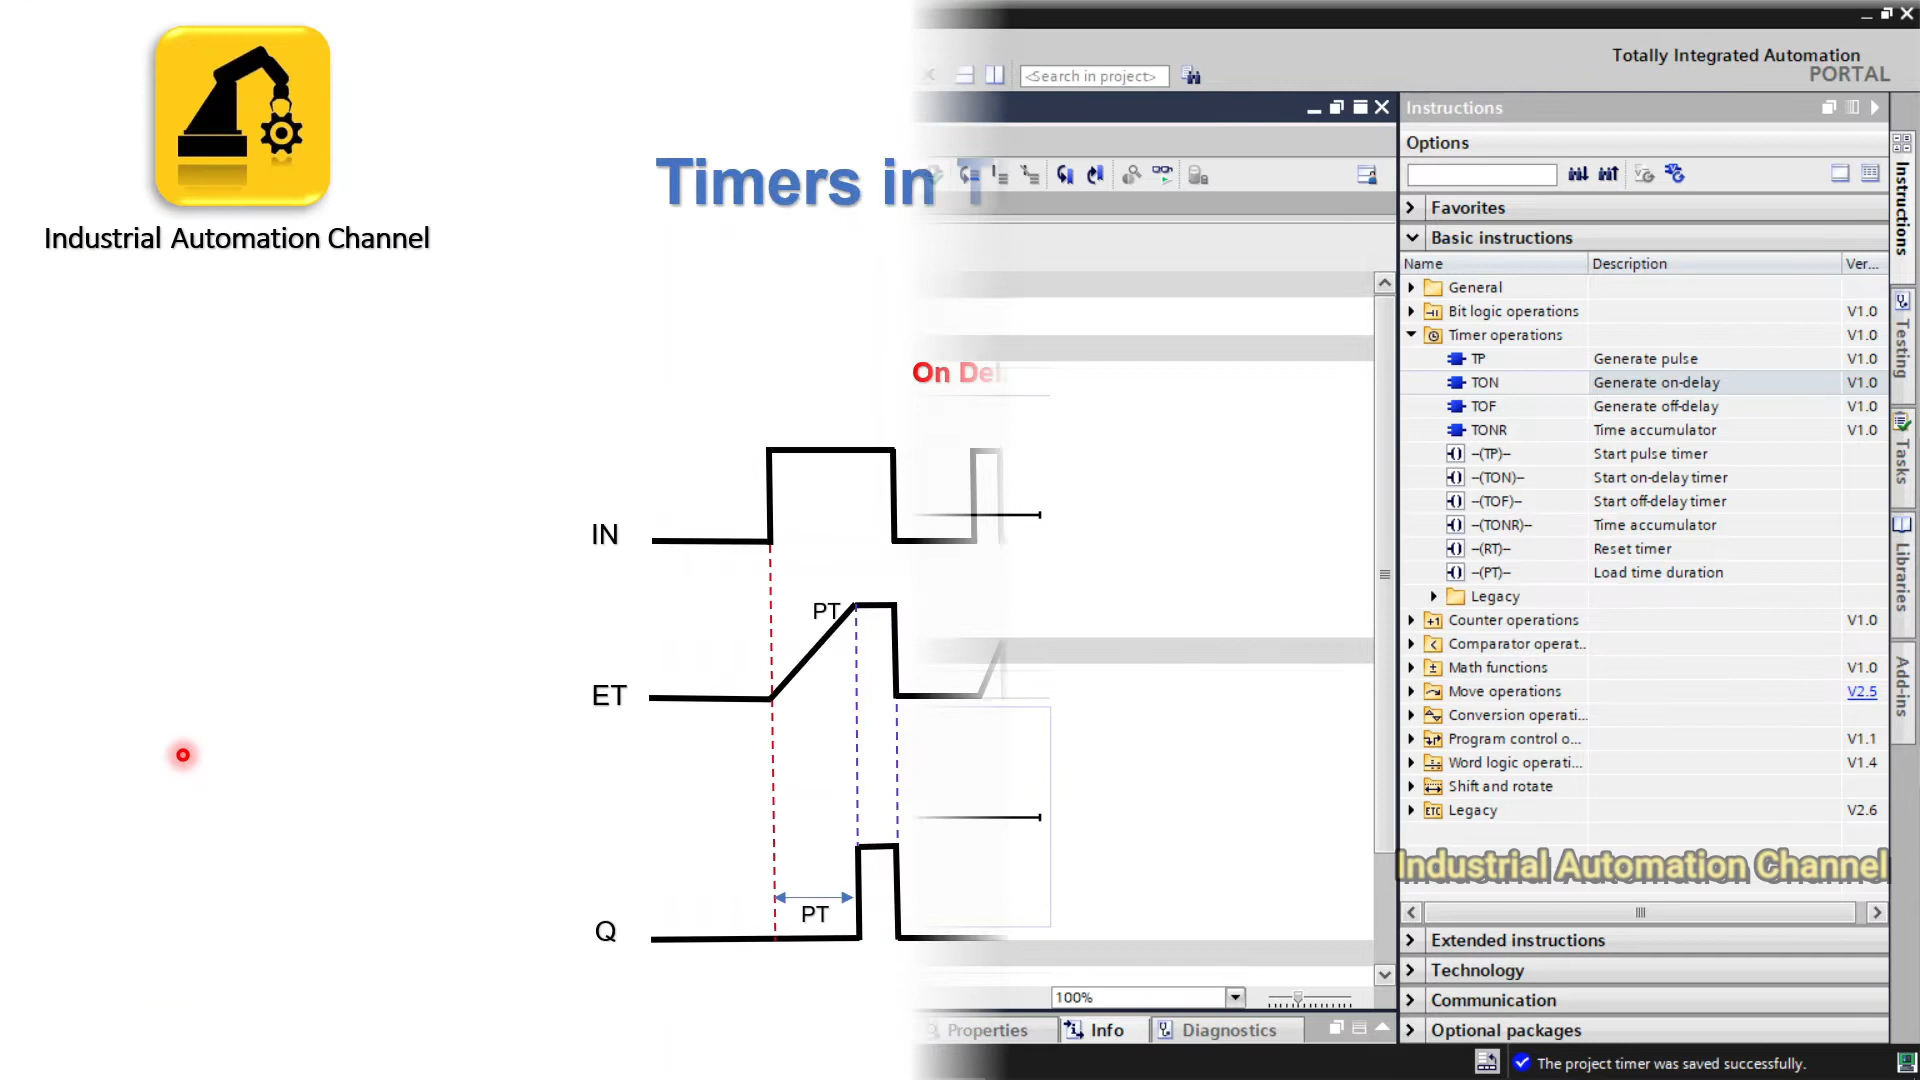 Industrial Automation Channel
Timers in T
On Del
IN
PT
ET
PT
Q
Totally Integrated Automation
PORTAL
<Search in project>
Instructions
Options
Favorites
Basic instructions
Name Description Ver...
General
Bit logic operations V1.0
Timer operations V1.0
TP Generate pulse V1.0
TON Generate on-delay V1.0
TOF Generate off-delay V1.0
TONR Time accumulator V1.0
-(TP)- Start pulse timer
-(TON)- Start on-delay timer
-(TOF)- Start off-delay timer
-(TONR)- Time accumulator
-(RT)- Reset timer
-(PT)- Load time duration
Legacy
Counter operations V1.0
Comparator operat..
Math functions V1.0
Move operations V2.5
Conversion operati...
Program control o... V1.1
Word logic operati... V1.4
Shift and rotate
Legacy V2.6
Industrial Automation Channel
Extended instructions
Technology
Communication
Optional packages
Instructions
Testing
Tasks
Libraries
Add-ins
100%
Properties
Info
Diagnostics
The project timer was saved successfully.